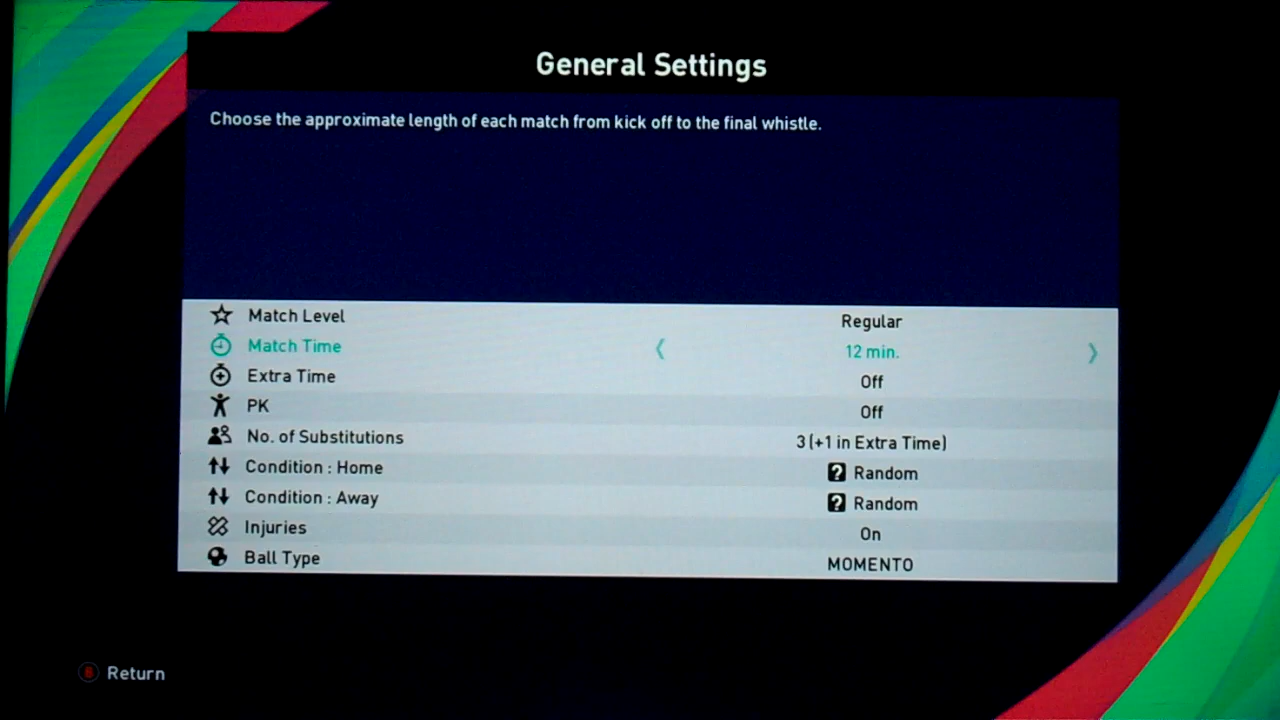 General Settings
Choose the approximate length of each match from kick off to the final whistle.
Match Level Regular
Match Time 12 min.
Extra Time Off
PK Off
No. of Substitutions 3 (+1 in Extra Time)
Condition : Home ? Random
Condition : Away ? Random
Injuries On
Ball Type MOMENTO
B Return